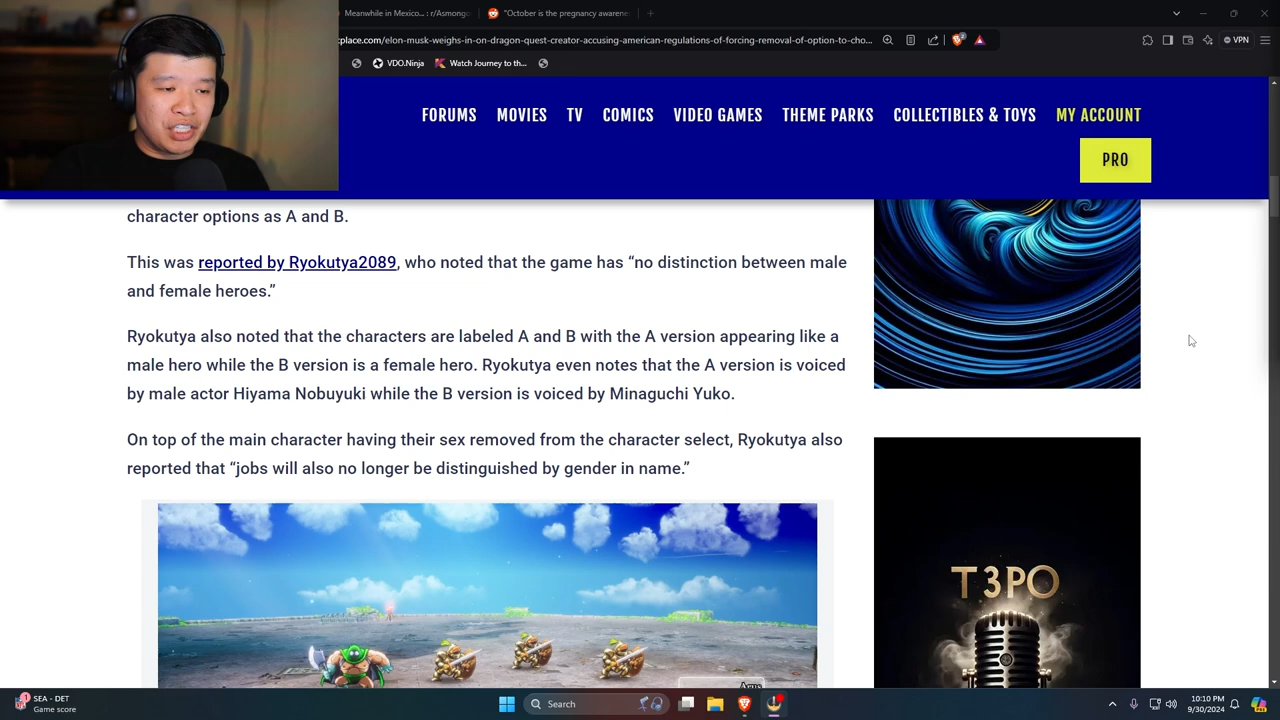 Meanwhile in Mexico... : r/Asmong
"October is the pregnancy awarene
place.com/elon-musk-weighs-in-on-dragon-quest-creator-accusing-american-regulations-of-forcing-removal-of-option-to-cho...
VPN
VDO.Ninja
Watch Journey to th...
FORUMS MOVIES TV COMICS VIDEO GAMES THEME PARKS COLLECTIBLES & TOYS MY ACCOUNT
PRO
character options as A and B.
This was reported by Ryokutya2089, who noted that the game has “no distinction between male
and female heroes.”
Ryokutya also noted that the characters are labeled A and B with the A version appearing like a
male hero while the B version is a female hero. Ryokutya even notes that the A version is voiced
by male actor Hiyama Nobuyuki while the B version is voiced by Minaguchi Yuko.
On top of the main character having their sex removed from the character select, Ryokutya also
reported that “jobs will also no longer be distinguished by gender in name.”
T3PO
SEA - DET
Game score
Search
10:10 PM
9/30/2024